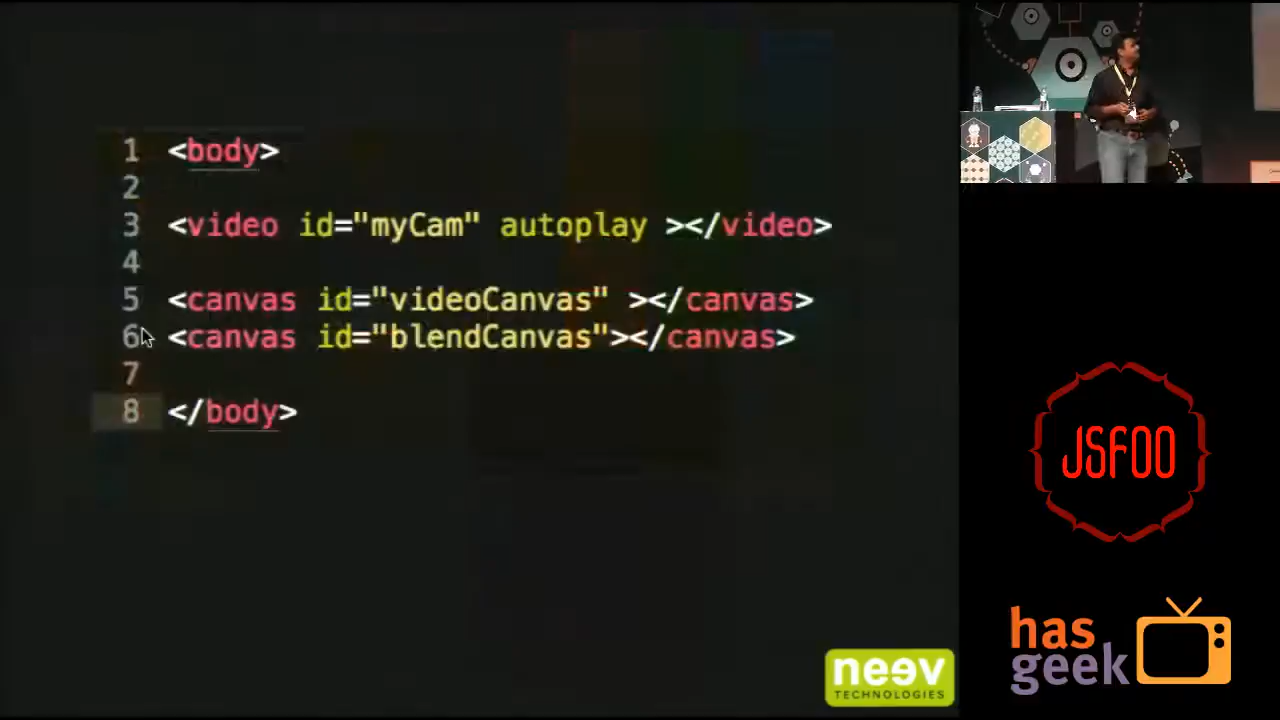 1 <body>
2
3 <video id="myCam" autoplay ></video>
4
5 <canvas id="videoCanvas" ></canvas>
6 <canvas id="blendCanvas"></canvas>
7
8 </body>
JSFOO
has
geek
neev
TECHNOLOGIES